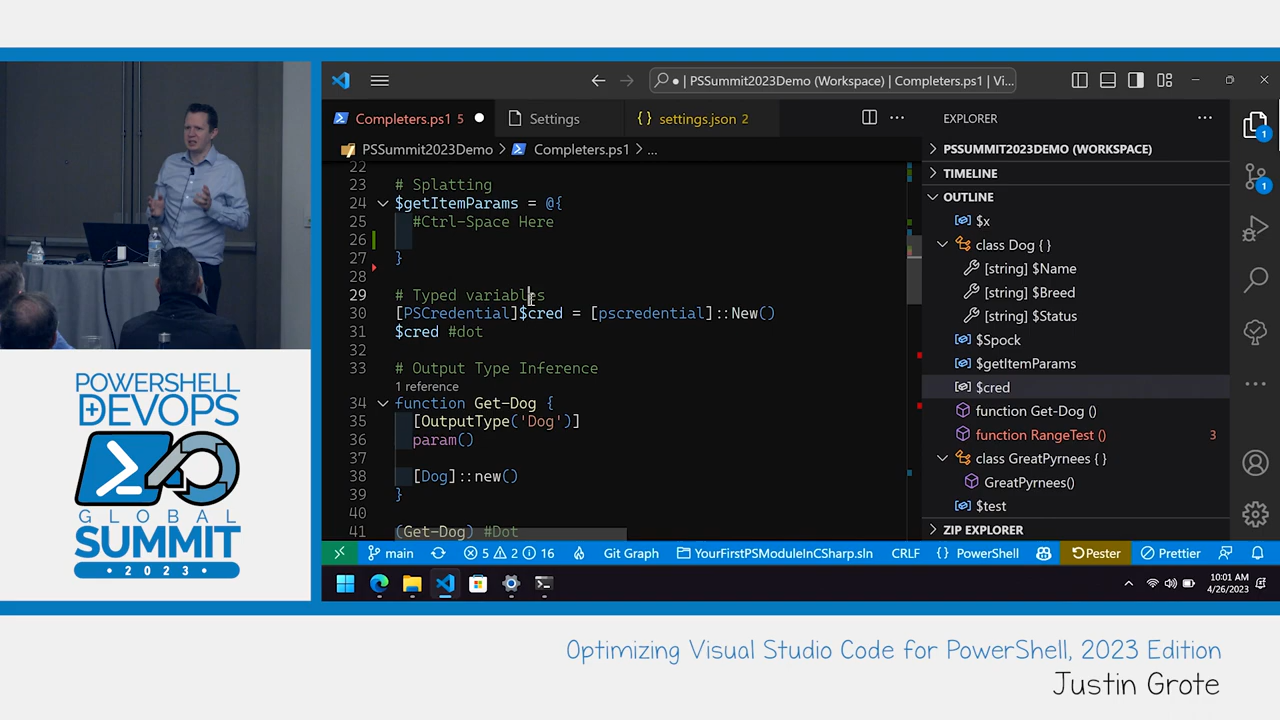 ● | PSSummit2023Demo (Workspace) | Completers.ps1 | Vi...
Completers.ps1 5 ●
Settings
{ } settings.json 2
...
EXPLORER
...
PSSummit2023Demo > Completers.ps1 > ...
22
23 # Splatting
24 $getItemParams = @{
25 #Ctrl-Space Here
26
27 }
28
29 # Typed variables
30 [PSCredential]$cred = [pscredential]::New()
31 $cred #dot
32
33 # Output Type Inference
1 reference
34 function Get-Dog {
35 [OutputType('Dog')]
36 param()
37
38 [Dog]::new()
39 }
40
41 (Get-Dog) #Dot
PSSUMMIT2023DEMO (WORKSPACE)
TIMELINE
OUTLINE
$x
class Dog { }
[string] $Name
[string] $Breed
[string] $Status
$Spock
$getItemParams
$cred
function Get-Dog ()
function RangeTest () 3
class GreatPyrnees { }
GreatPyrnees()
$test
ZIP EXPLORER
1
1
main
5 2 16
Git Graph
YourFirstPSModuleInCSharp.sln
CRLF
{ } PowerShell
Pester
Prettier
10:01 AM
4/26/2023
POWERSHELL
+DEVOPS
GLOBAL
SUMMIT
• 2023 •
Optimizing Visual Studio Code for PowerShell, 2023 Edition
Justin Grote